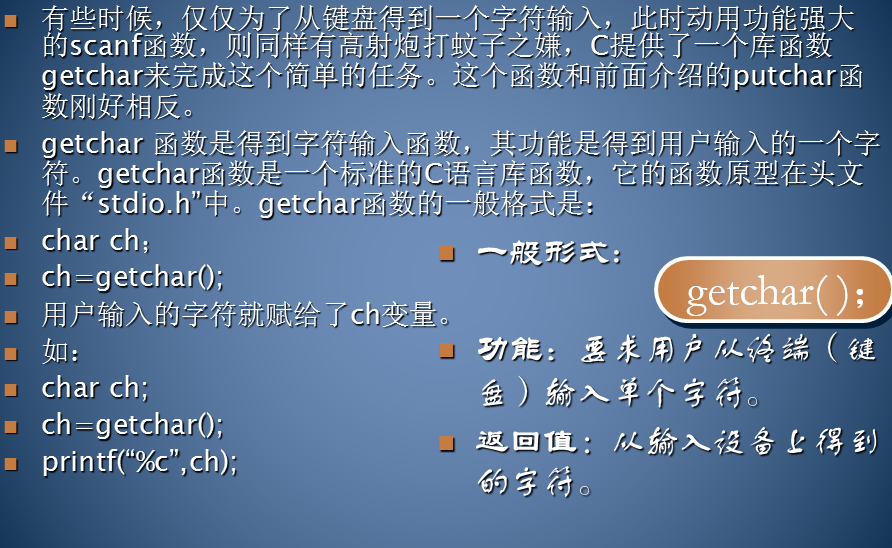 有些时候，仅仅为了从键盘得到一个字符输入，此时动用功能强大
的scanf函数，则同样有高射炮打蚊子之嫌，C提供了一个库函数
getchar来完成这个简单的任务。这个函数和前面介绍的putchar函
数刚好相反。
getchar 函数是得到字符输入函数，其功能是得到用户输入的一个字
符。getchar函数是一个标准的C语言库函数，它的函数原型在头文
件“stdio.h”中。getchar函数的一般格式是：
char ch；
ch=getchar();
用户输入的字符就赋给了ch变量。
如：
char ch;
ch=getchar();
printf(“%c”,ch);
一般形式：
getchar( )；
功能：要求用户从终端（键
盘）输入单个字符。
返回值：从输入设备上得到
的字符。